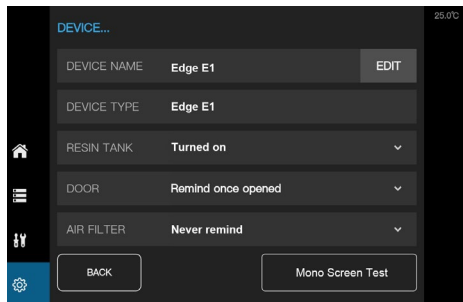 25.0℃
DEVICE...
DEVICE NAME Edge E1 EDIT
DEVICE TYPE Edge E1
RESIN TANK Turned on
DOOR Remind once opened
AIR FILTER Never remind
BACK Mono Screen Test